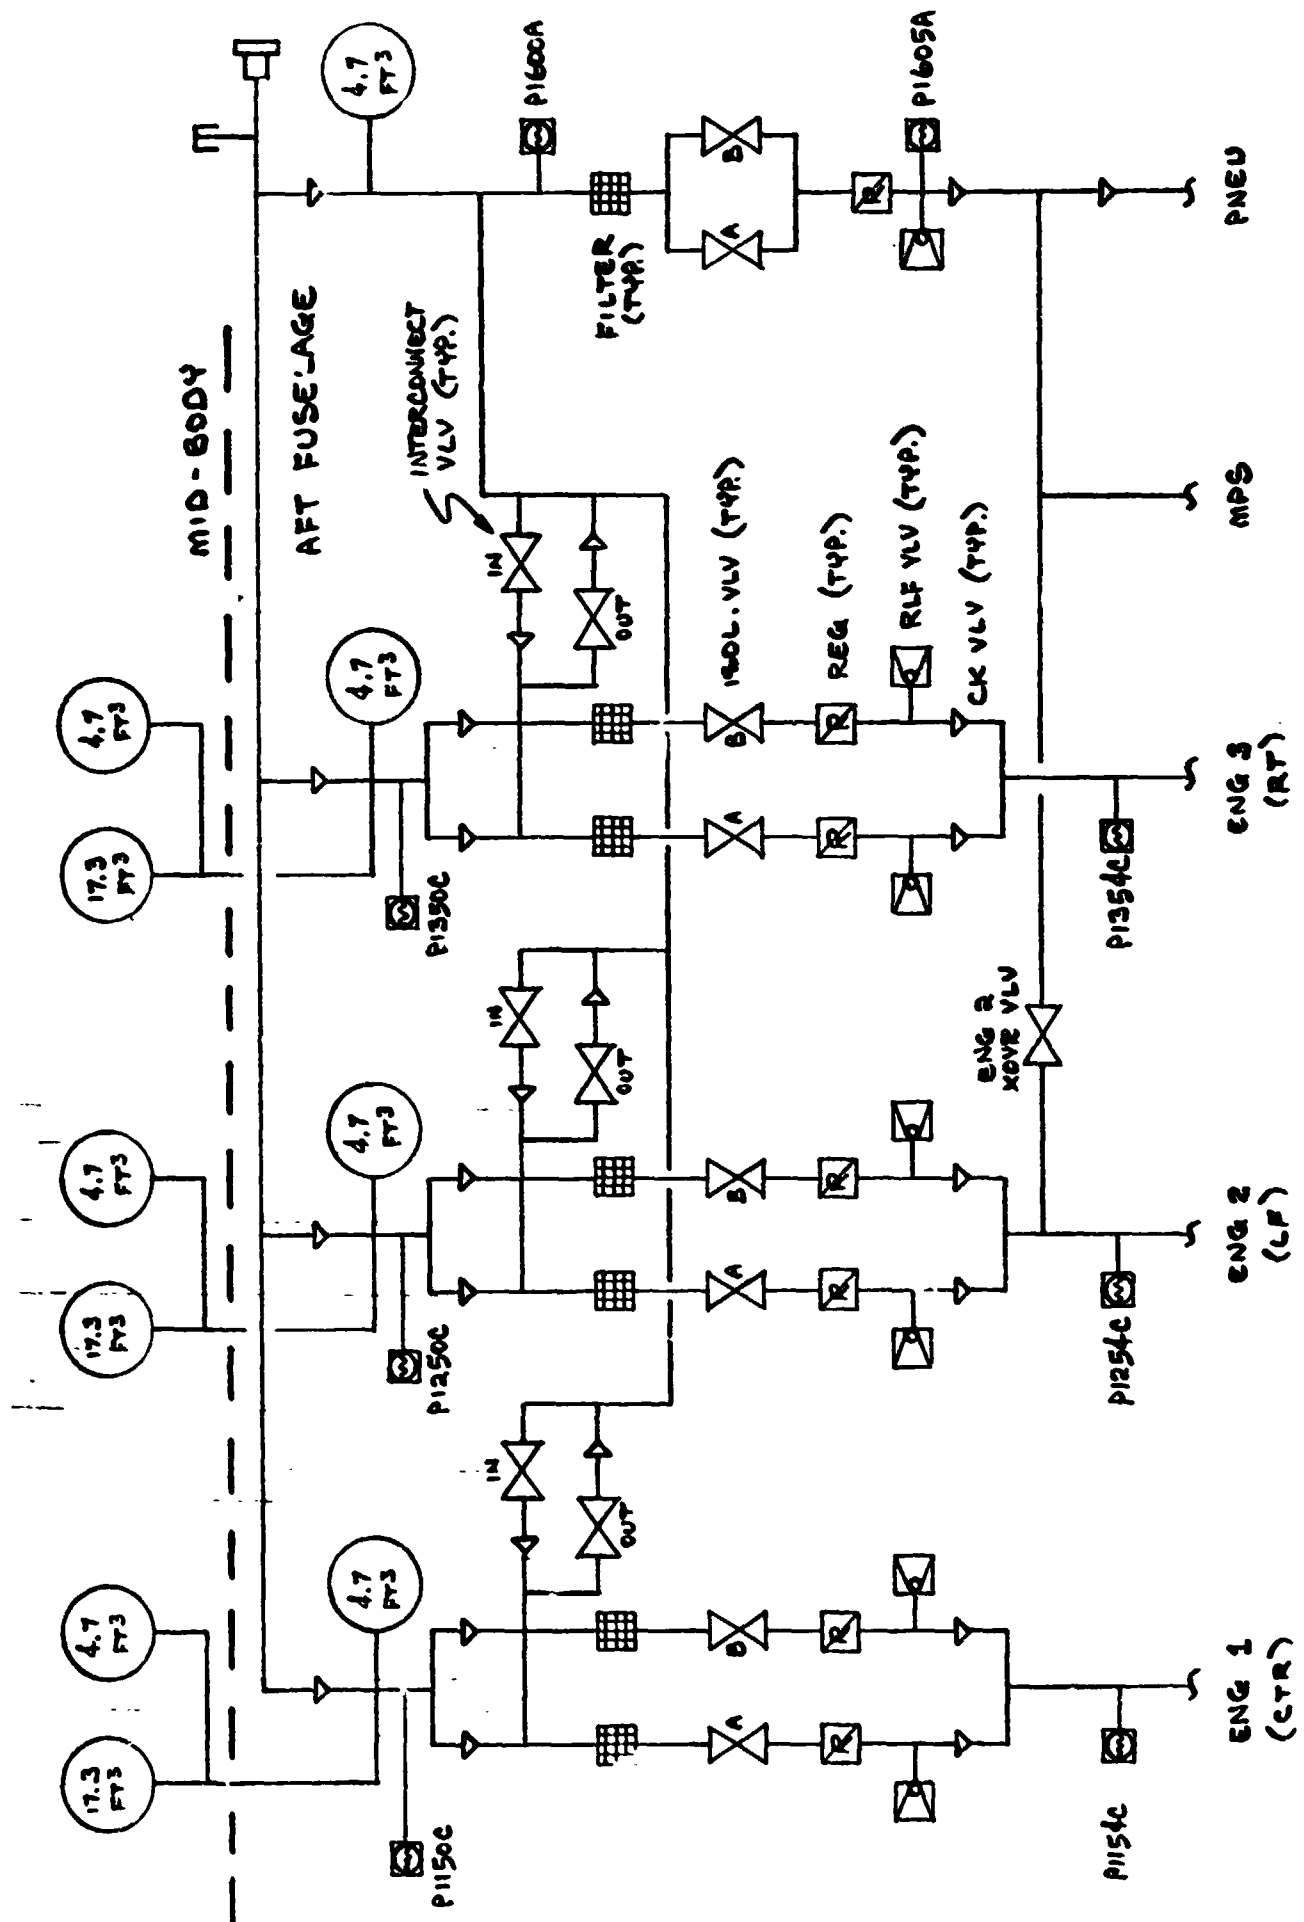 MID-BODY
AFT FUSELAGE
17.3
FT3
4.7
FT3
17.3
FT3
4.7
FT3
17.3
FT3
4.7
FT3
4.7
FT3
4.7
FT3
4.7
FT3
4.7
FT3
P1150C
P1250C
P1350C
P1600A
INTERCONNECT
VLV (TYP.)
IN
OUT
IN
OUT
IN
OUT
FILTER
(TYP.)
A
B
A
B
A
B
A
B
ISOL. VLV (TYP.)
R
R
R
R
R
R
R
REG (TYP.)
RLF VLV (TYP.)
P1605A
CK VLV (TYP.)
ENG 2
XOVR VLV
P1154C
P1254C
P1354C
ENG 1
(CTR)
ENG 2
(LF)
ENG 3
(RT)
MPS
PNEU